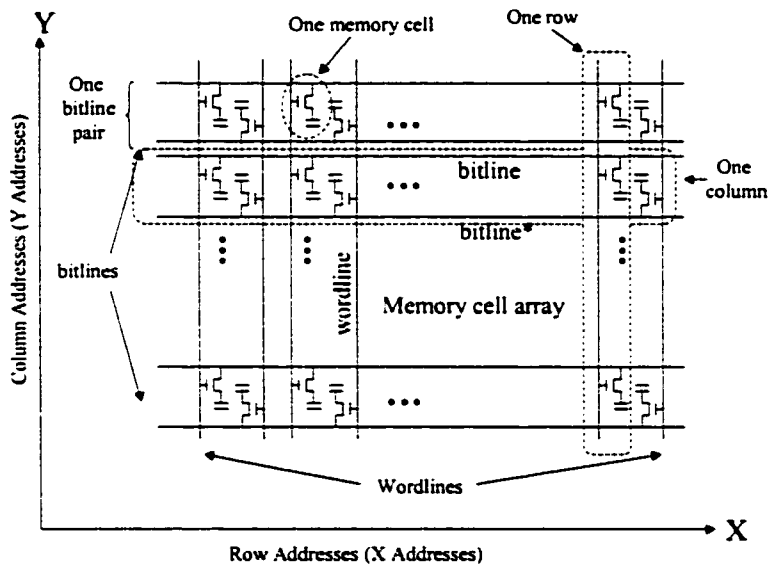 Y
One memory cell
One row
One
bitline
pair
bitline
One
column
bitline*
bitlines
wordline
Memory cell array
Column Addresses (Y Addresses)
Wordlines
X
Row Addresses (X Addresses)